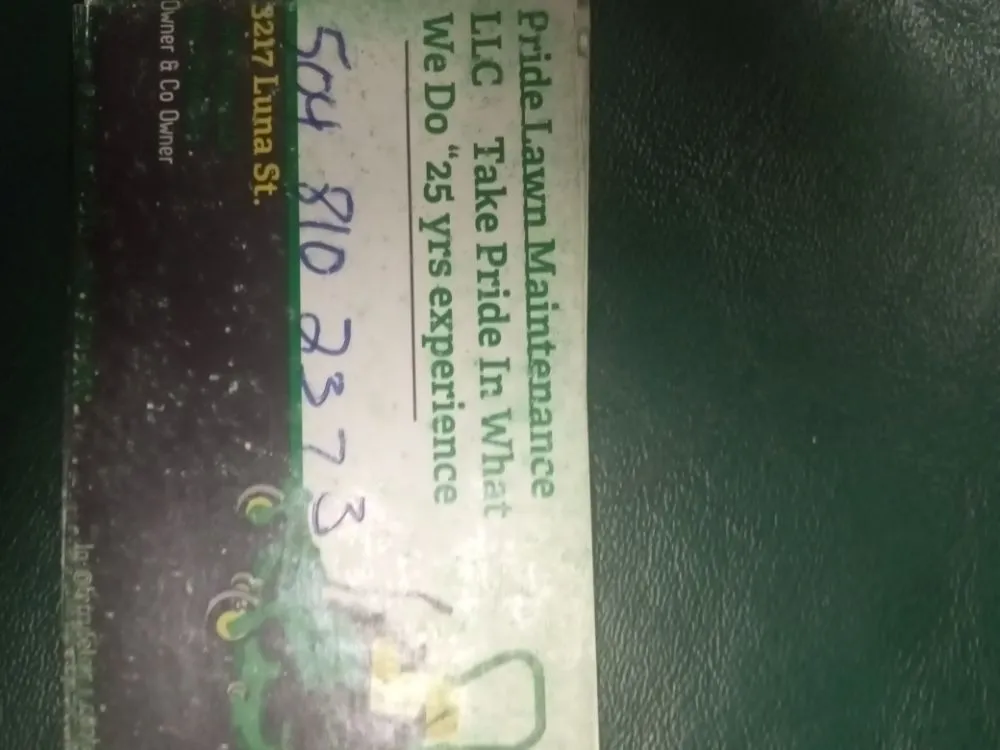 Pride Lawn Maintenance
LLC Take Pride In What
We Do "25 yrs experience
504 810 2373
3217 Luna St.
Owner & Co Owner